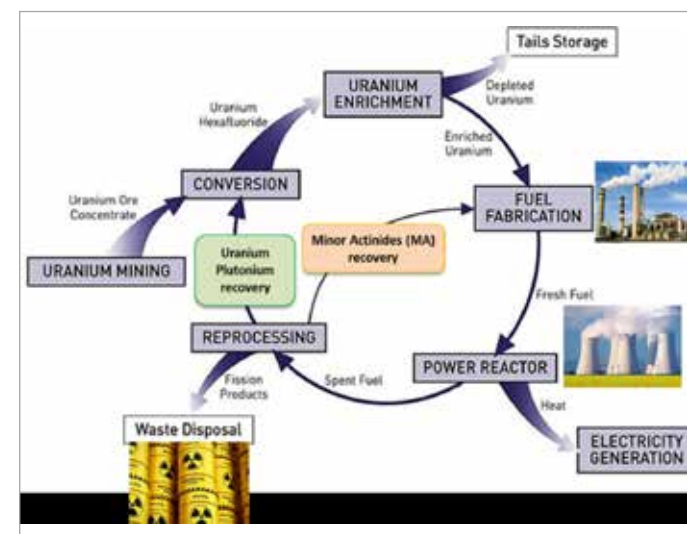 Tails Storage
URANIUM
ENRICHMENT
Depleted
Uranium
Uranium
Hexafluoride
Enriched
Uranium
CONVERSION
Uranium Ore
Concentrate
FUEL
FABRICATION
Minor Actinides (MA)
recovery
Uranium
Plutonium
recovery
URANIUM MINING
Fresh Fuel
REPROCESSING
POWER REACTOR
Fission
Products
Spent Fuel
Heat
Waste Disposal
ELECTRICITY
GENERATION